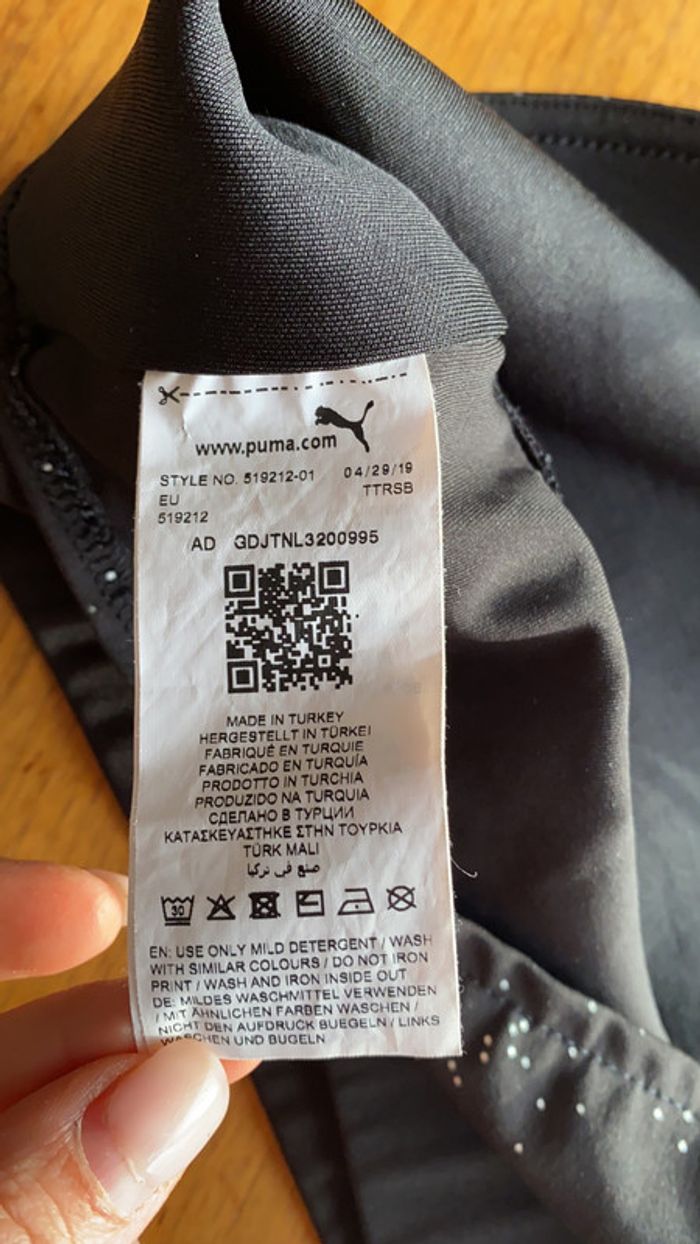 www.puma.com
STYLE NO. 519212-01 04/29/19
EU TTRSB
519212
AD GDJTNL3200995
MADE IN TURKEY
HERGESTELLT IN TÜRKEI
FABRIQUÉ EN TURQUIE
FABRICADO EN TURQUÍA
PRODOTTO IN TURCHIA
PRODUZIDO NA TURQUIA
СДЕЛАНО В ТУРЦИИ
ΚΑΤΑΣΚΕΥΑΣΤΗΚΕ ΣΤΗΝ ΤΟΥΡΚΙΑ
TÜRK MALI
صنع في تركيا
30
EN: USE ONLY MILD DETERGENT / WASH
WITH SIMILAR COLOURS / DO NOT IRON
PRINT / WASH AND IRON INSIDE OUT
DE: MILDES WASCHMITTEL VERWENDEN
/ MIT ÄHNLICHEN FARBEN WASCHEN /
NICHT DEN AUFDRUCK BUEGELN / LINKS
WASCHEN UND BUGELN